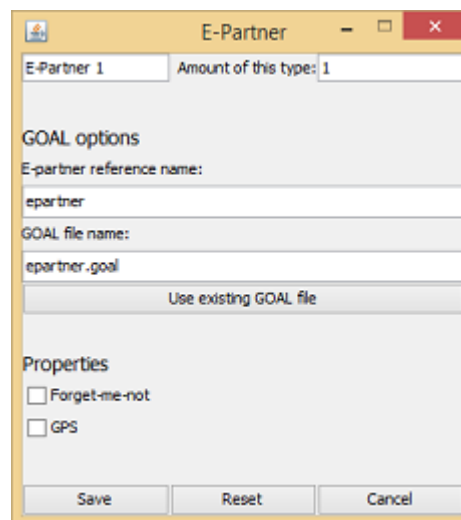 E-Partner
E-Partner 1 Amount of this type: 1
GOAL options
E-partner reference name:
epartner
GOAL file name:
epartner.goal
Use existing GOAL file
Properties
Forget-me-not
GPS
Save Reset Cancel